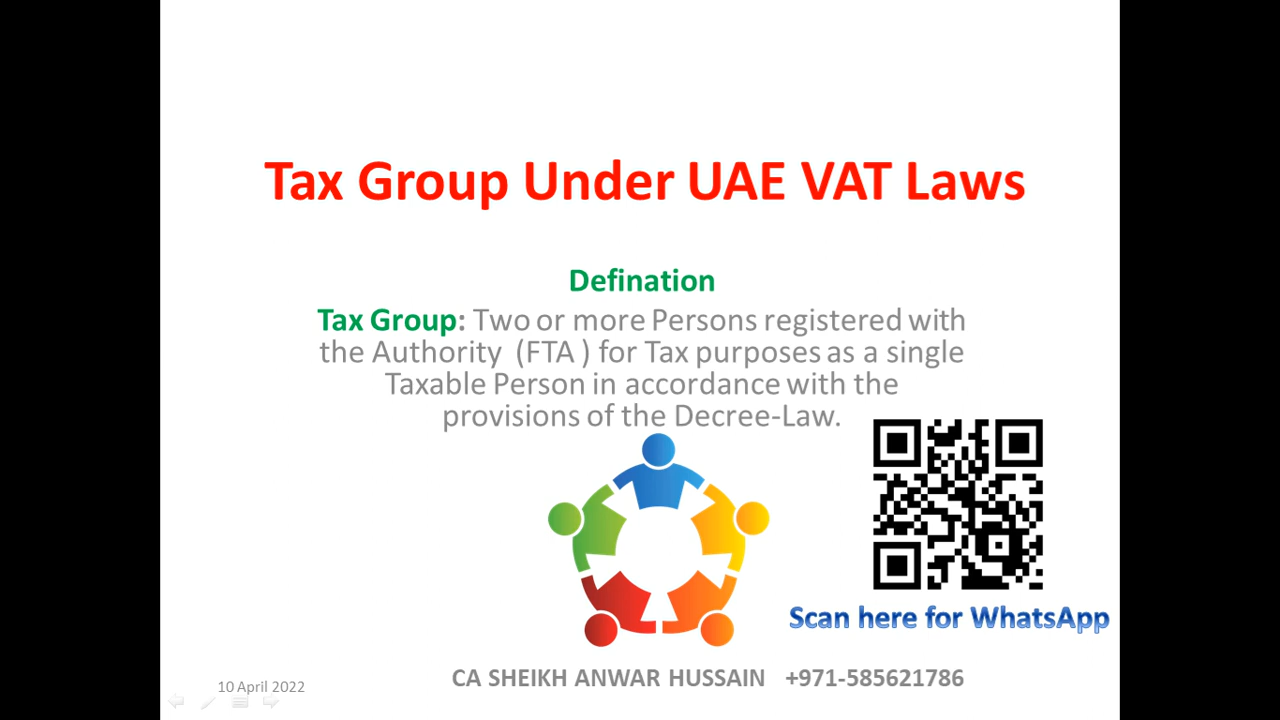 Tax Group Under UAE VAT Laws
Defination
Tax Group: Two or more Persons registered with
the Authority (FTA ) for Tax purposes as a single
Taxable Person in accordance with the
provisions of the Decree-Law.
Scan here for WhatsApp
CA SHEIKH ANWAR HUSSAIN +971-585621786
10 April 2022